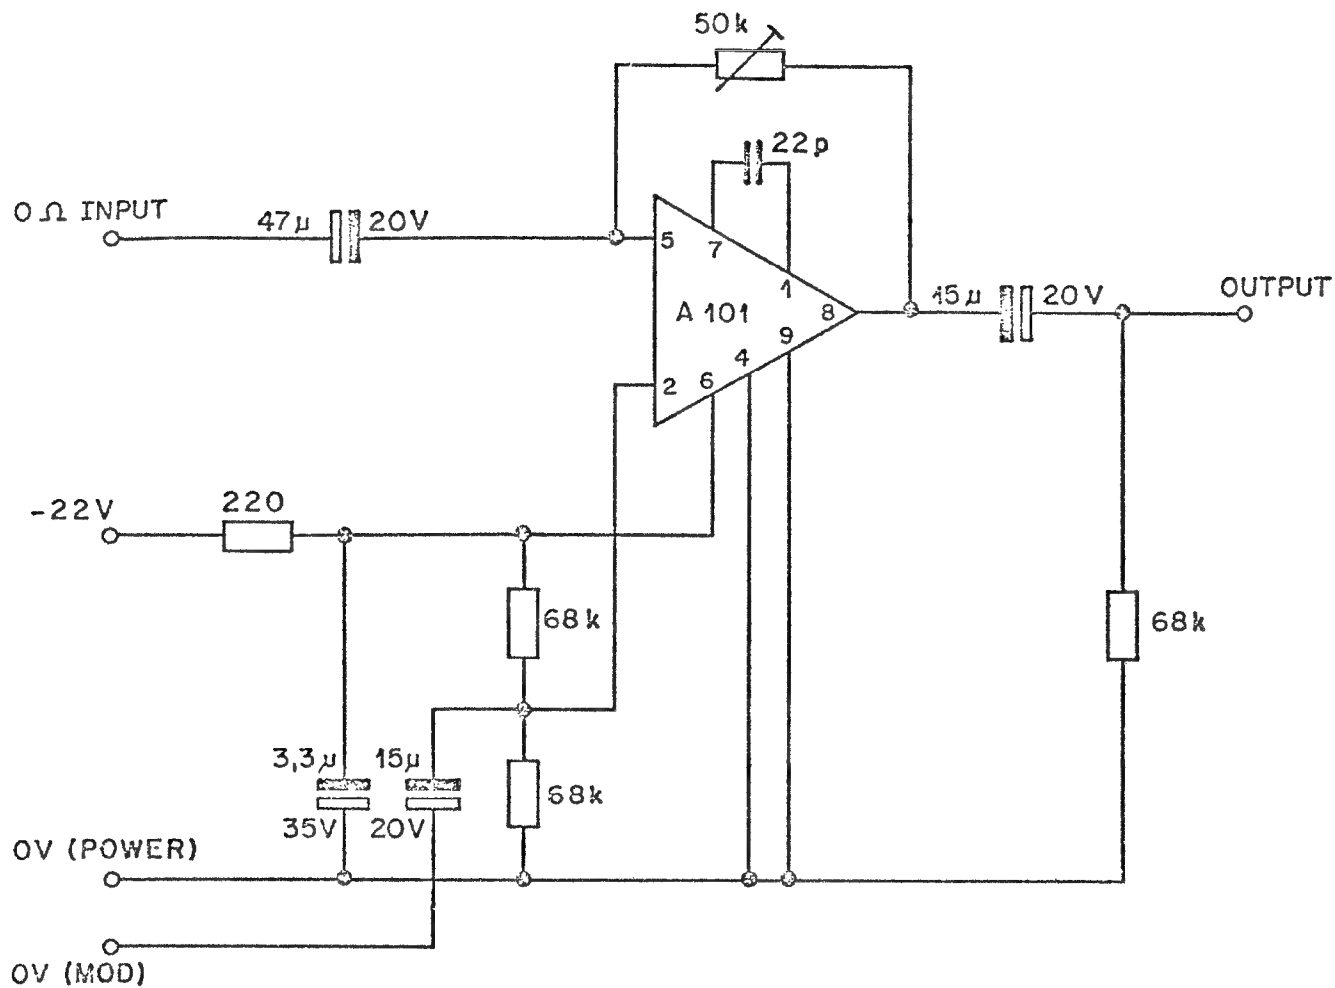 50k
22p
0Ω INPUT
47µ 20V
5
7
1
A 101
8
15µ 20V
OUTPUT
9
4
6
2
-22V
220
68k
68k
3,3µ 15µ
68k
35V 20V
0V (POWER)
0V (MOD)